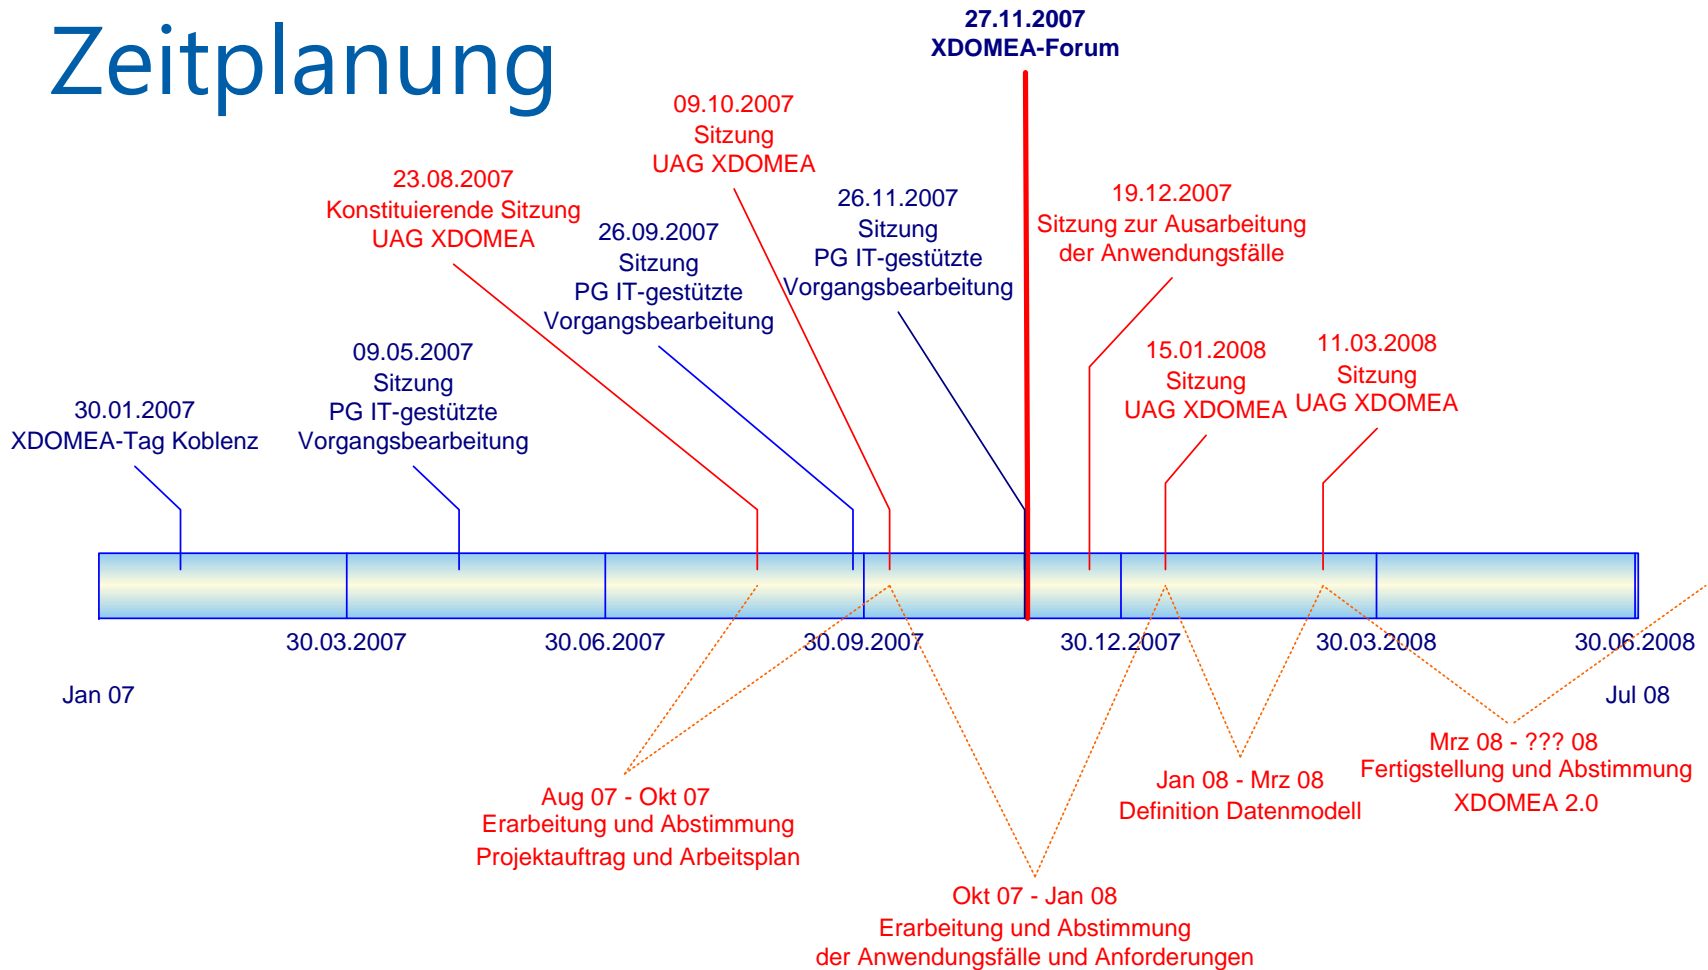 Zeitplanung
27.11.2007
XDOMEA-Forum
09.10.2007
Sitzung
UAG XDOMEA
23.08.2007
Konstituierende Sitzung
UAG XDOMEA
26.09.2007
Sitzung
PG IT-gestützte
Vorgangsbearbeitung
26.11.2007
Sitzung
PG IT-gestützte
Vorgangsbearbeitung
19.12.2007
Sitzung zur Ausarbeitung
der Anwendungsfälle
30.01.2007
XDOMEA-Tag Koblenz
09.05.2007
Sitzung
PG IT-gestützte
Vorgangsbearbeitung
15.01.2008
Sitzung
UAG XDOMEA
11.03.2008
Sitzung
UAG XDOMEA
30.03.2007
30.06.2007
30.09.2007
30.12.2007
30.03.2008
30.06.2008
Jan 07
Jul 08
Aug 07 - Okt 07
Erarbeitung und Abstimmung
Projektauftrag und Arbeitsplan
Okt 07 - Jan 08
Erarbeitung und Abstimmung
der Anwendungsfälle und Anforderungen
Jan 08 - Mrz 08
Definition Datenmodell
Mrz 08 - ??? 08
Fertigstellung und Abstimmung
XDOMEA 2.0